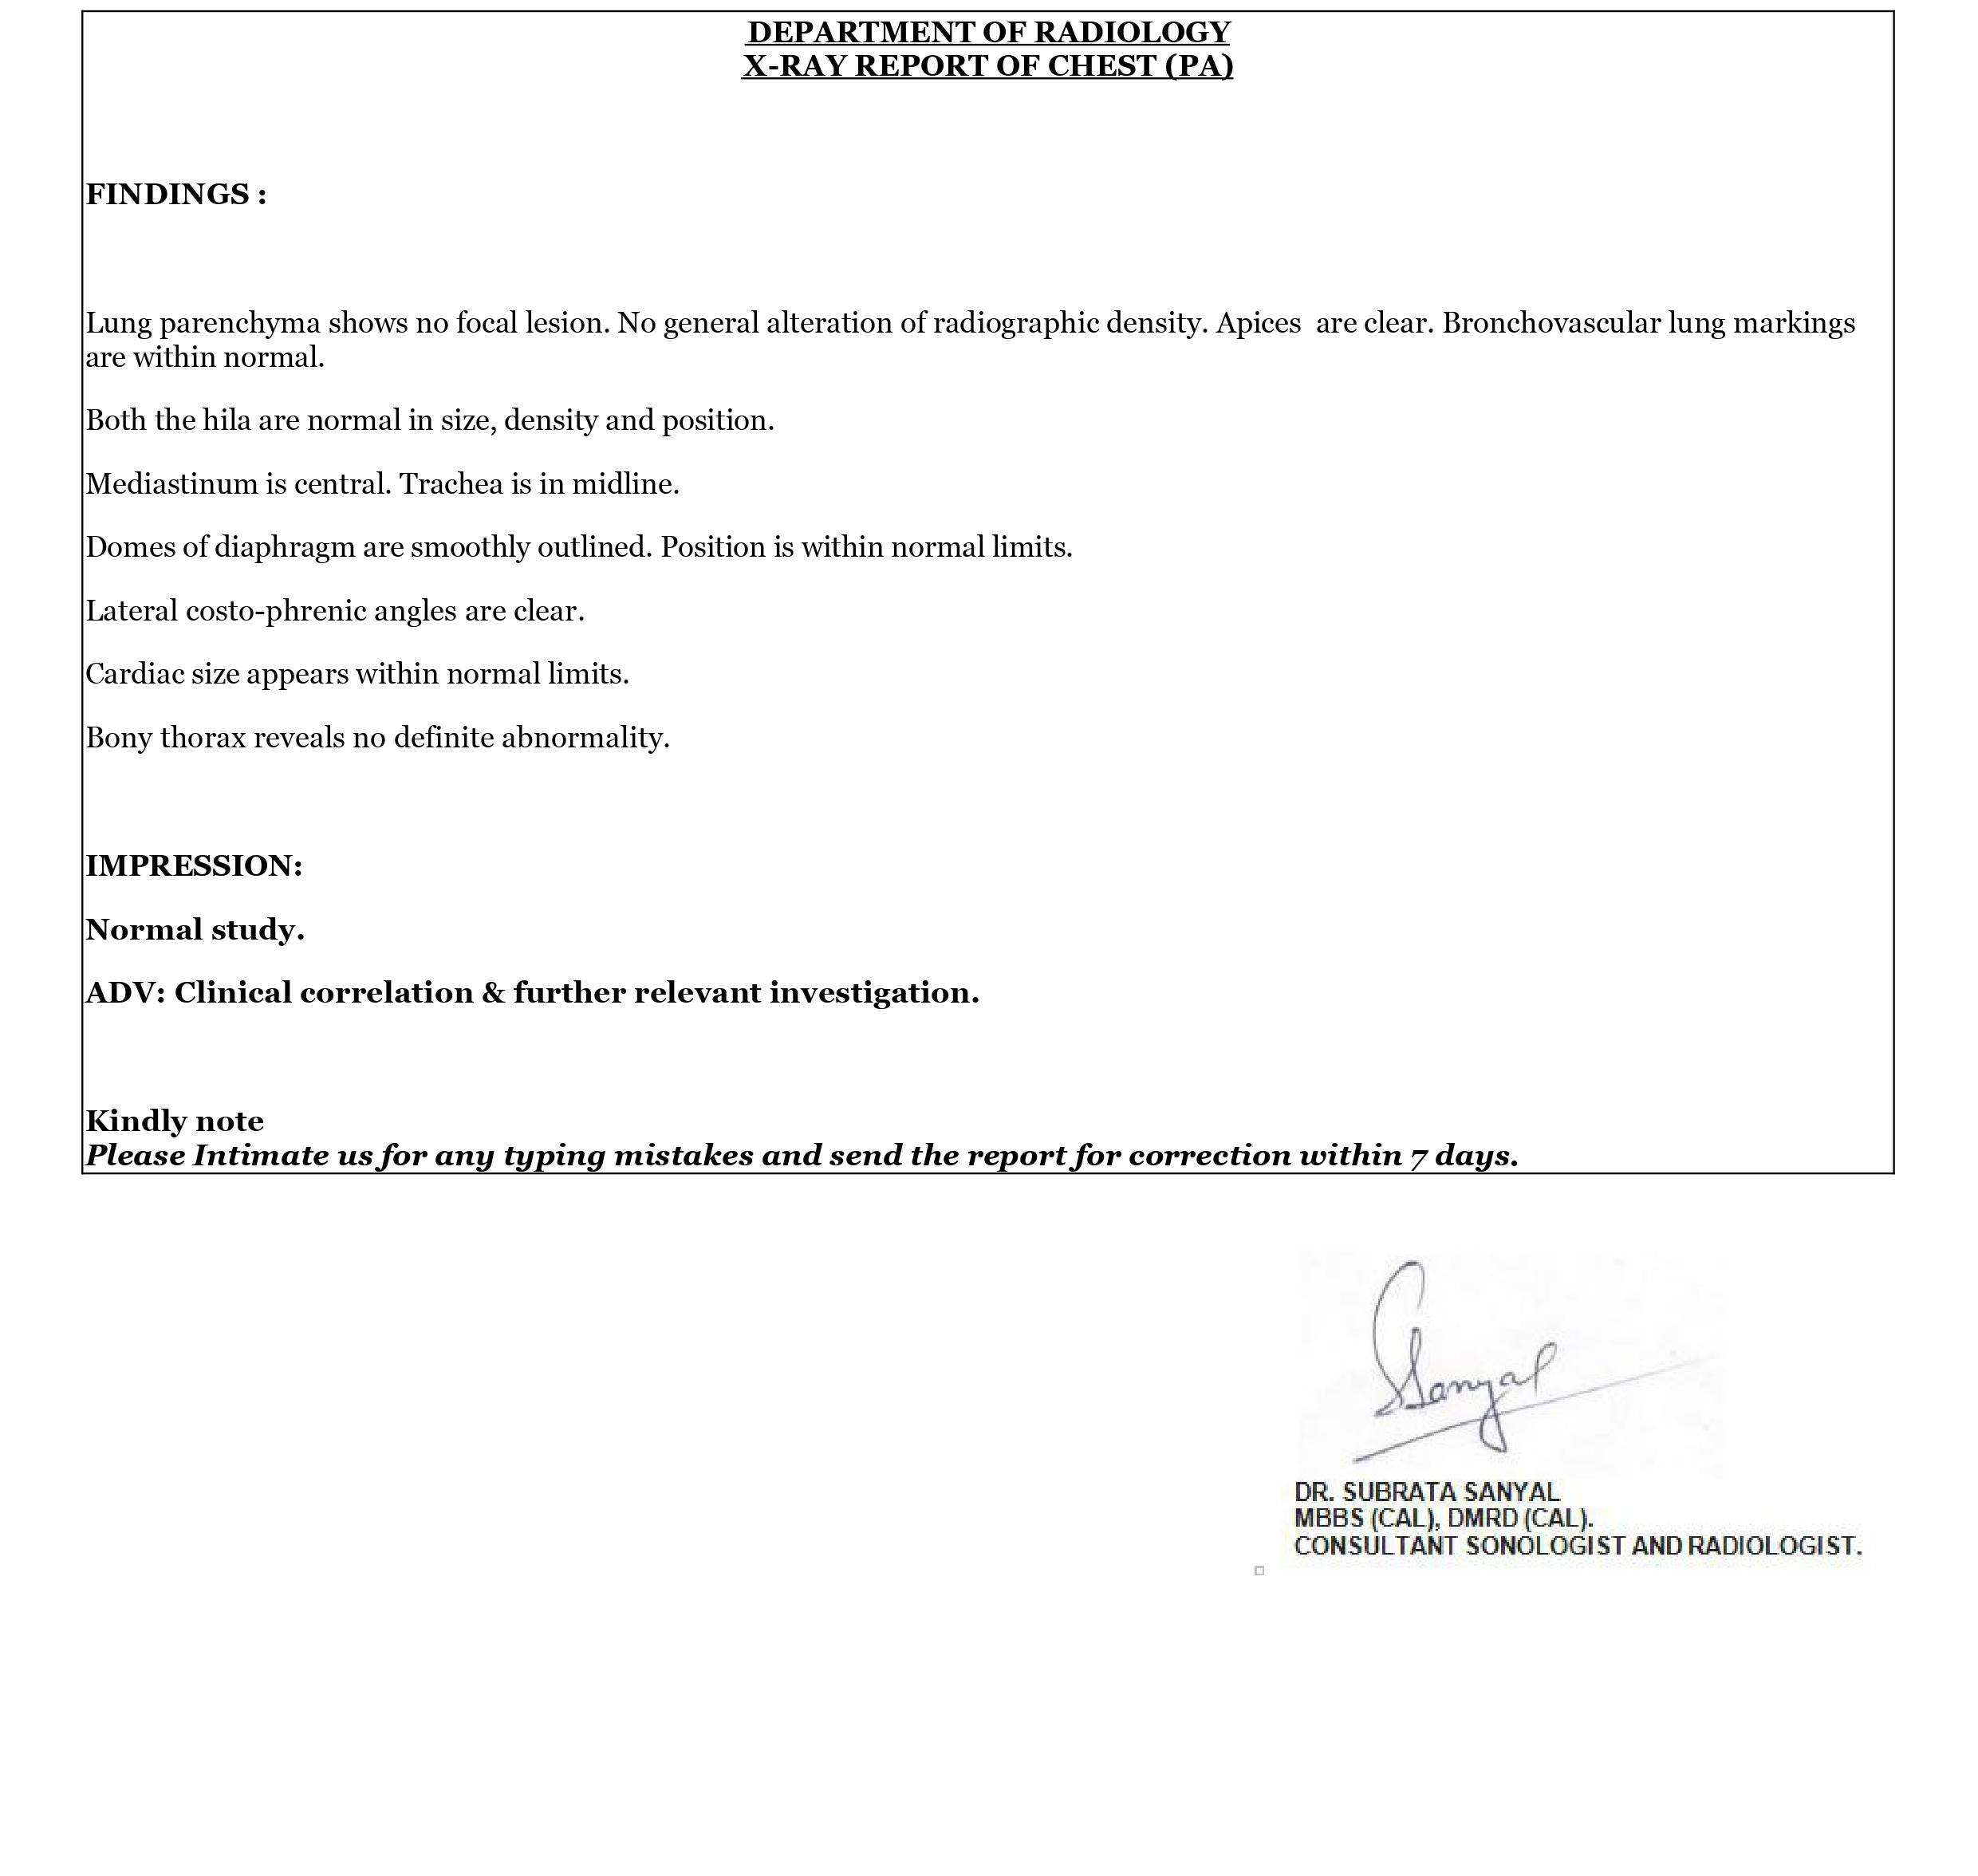 DEPARTMENT OF RADIOLOGY
X-RAY REPORT OF CHEST (PA)
FINDINGS :
Lung parenchyma shows no focal lesion. No general alteration of radiographic density. Apices  are clear. Bronchovascular lung markings
are within normal.
Both the hila are normal in size, density and position.
Mediastinum is central. Trachea is in midline.
Domes of diaphragm are smoothly outlined. Position is within normal limits.
Lateral costo-phrenic angles are clear.
Cardiac size appears within normal limits.
Bony thorax reveals no definite abnormality.
IMPRESSION:
Normal study.
ADV: Clinical correlation & further relevant investigation.
Kindly note
Please Intimate us for any typing mistakes and send the report for correction within 7 days.
SSanyal
DR. SUBRATA SANYAL
MBBS (CAL), DMRD (CAL).
CONSULTANT SONOLOGIST AND RADIOLOGIST.